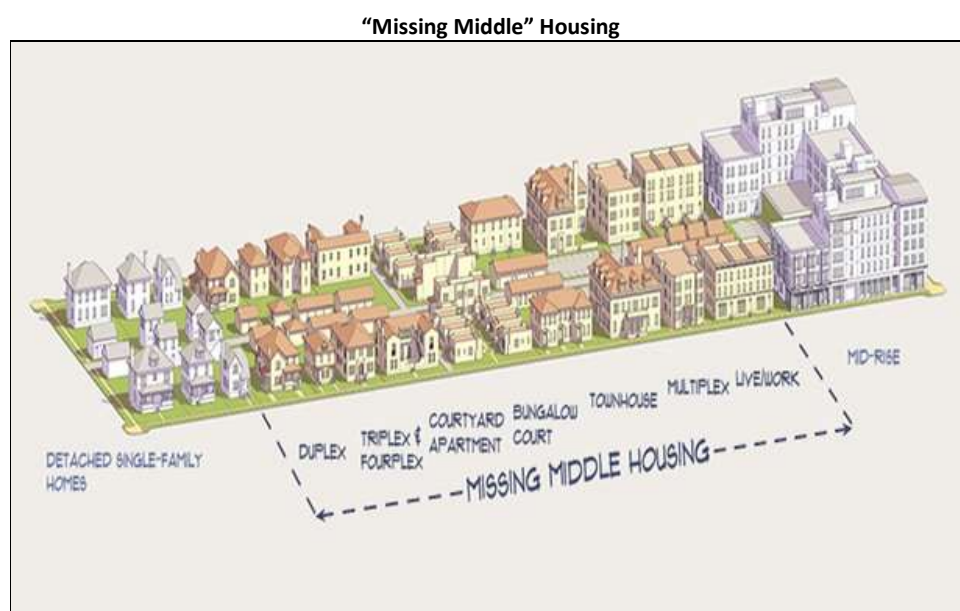 “Missing Middle” Housing
DETACHED SINGLE-FAMILY
HOMES
DUPLEX
TRIPLEX &
FOURPLEX
COURTYARD
APARTMENT
BUNGALOW
COURT
TOWNHOUSE
MULTIPLEX
LIVE/WORK
MID-RISE
MISSING MIDDLE HOUSING